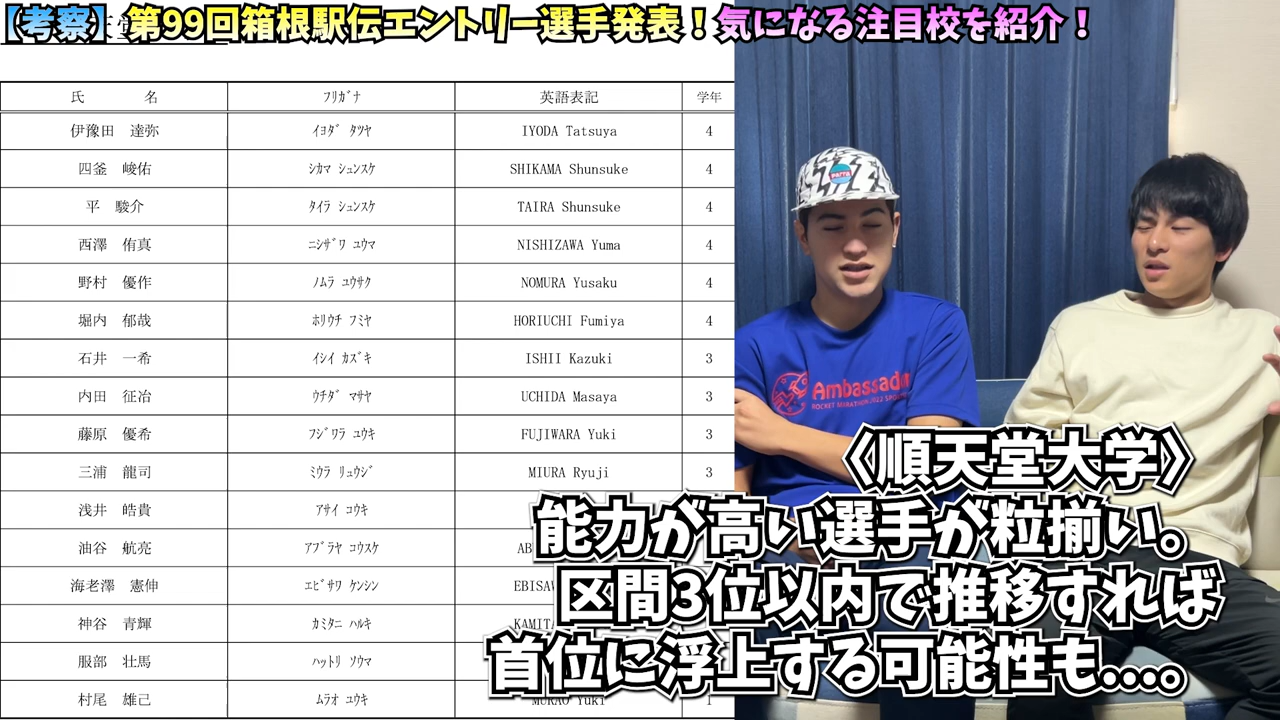 【考察】第99回箱根駅伝エントリー選手発表！気になる注目校を紹介！
氏 名 ﾌﾘｶﾞﾅ 英語表記 学年
伊豫田 達弥 ｲﾖﾀﾞ ﾀﾂﾔ IYODA Tatsuya 4
四釜 峻佑 ｼｶﾏ ｼｭﾝｽｹ SHIKAMA Shunsuke 4
平 駿介 ﾀｲﾗ ｼｭﾝｽｹ TAIRA Shunsuke 4
西澤 侑真 ﾆｼｻﾞﾜ ﾕｳﾏ NISHIZAWA Yuma 4
野村 優作 ﾉﾑﾗ ﾕｳｻｸ NOMURA Yusaku 4
堀内 郁哉 ﾎﾘｳﾁ ﾌﾐﾔ HORIUCHI Fumiya 4
石井 一希 ｲｼｲ ｶｽﾞｷ ISHII Kazuki 3
内田 征冶 ｳﾁﾀﾞ ﾏｻﾔ UCHIDA Masaya 3
藤原 優希 ﾌｼﾞﾜﾗ ﾕｳｷ FUJIWARA Yuki 3
三浦 龍司 ﾐｳﾗ ﾘｭｳｼﾞ MIURA Ryuji 3
浅井 皓貴 ｱｻｲ ｺｳｷ
油谷 航亮 ｱﾌﾞﾗﾔ ｺｳｽｹ AB
海老澤 憲伸 ｴﾋﾞｻﾜ ｹﾝｼﾝ EBISAW
神谷 青輝 ｶﾐﾀﾆ ﾊﾙｷ KAMITA
服部 壮馬 ﾊｯﾄﾘ ｿｳﾏ
村尾 雄己 ﾑﾗｵ ﾕｳｷ MURAO Yuki 1
parra
Ambassador
ROCKET MARATHON 2022 SPORTS
〈順天堂大学〉
能力が高い選手が粒揃い。
区間3位以内で推移すれば
首位に浮上する可能性も....。